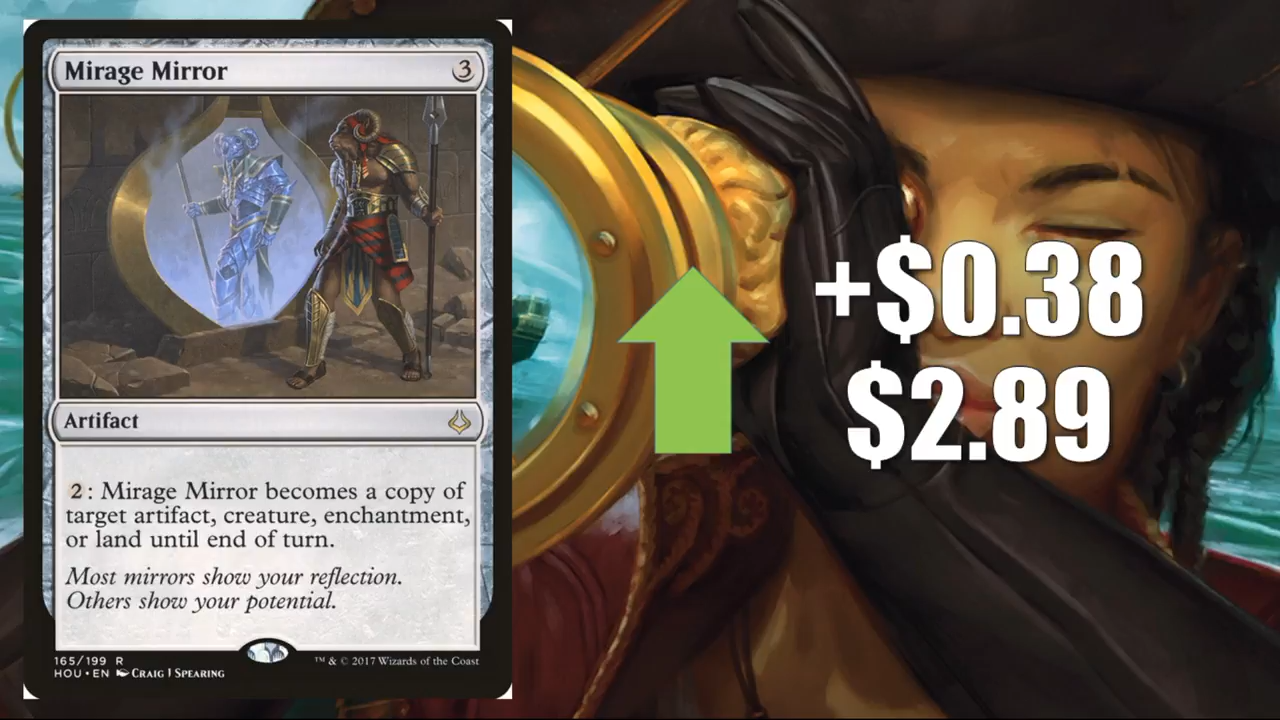 Mirage Mirror 3
Artifact
2: Mirage Mirror becomes a copy of
target artifact, creature, enchantment,
or land until end of turn.
Most mirrors show your reflection.
Others show your potential.
165/199 R
HOU • EN Craig J Spearing
™ & © 2017 Wizards of the Coast
+$0.38
$2.89